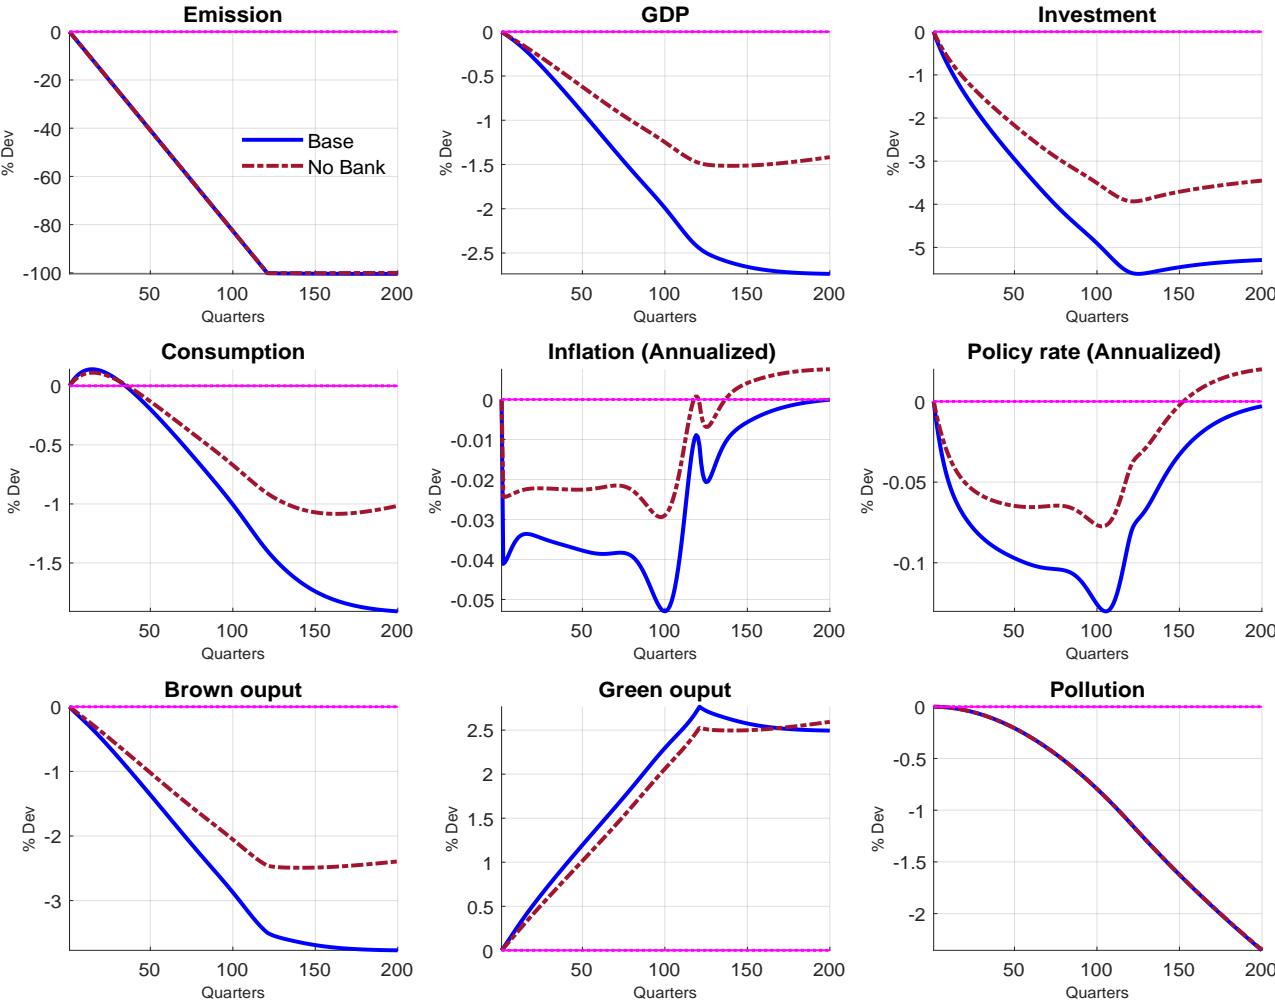 Emission
0
-20
-40
-60
-80
-100
% Dev
Base
No Bank
50
100
150
200
Quarters
GDP
0
-0.5
-1
-1.5
-2
-2.5
% Dev
50
100
150
200
Quarters
Investment
0
-1
-2
-3
-4
-5
% Dev
50
100
150
200
Quarters
Consumption
0
-0.5
-1
-1.5
% Dev
50
100
150
200
Quarters
Inflation (Annualized)
0
-0.01
-0.02
-0.03
-0.04
-0.05
% Dev
50
100
150
200
Quarters
Policy rate (Annualized)
0
-0.05
-0.1
% Dev
50
100
150
200
Quarters
Brown ouput
0
-1
-2
-3
% Dev
50
100
150
200
Quarters
Green ouput
2.5
2
1.5
1
0.5
0
% Dev
50
100
150
200
Quarters
Pollution
0
-0.5
-1
-1.5
-2
% Dev
50
100
150
200
Quarters